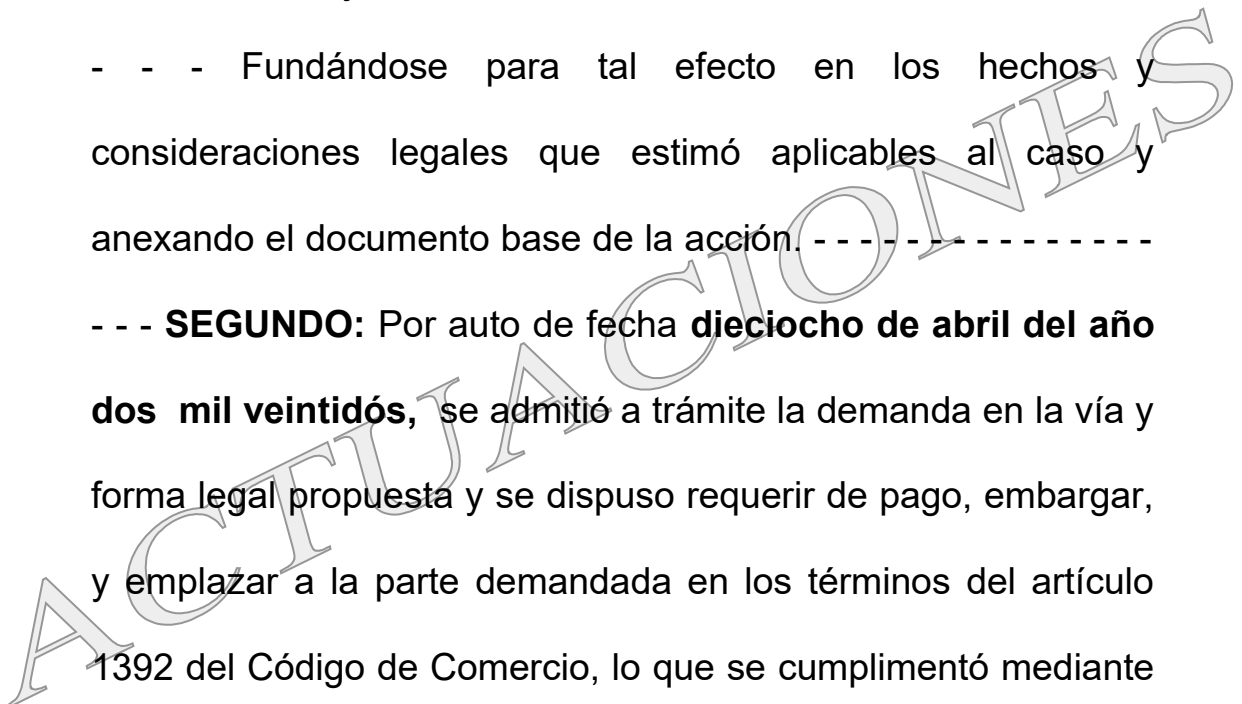 - - - Fundándose para tal efecto en los hechos y
consideraciones legales que estimó aplicables al caso y
anexando el documento base de la acción. - - - - - - - - - - - - - - -
- - - SEGUNDO: Por auto de fecha dieciocho de abril del año
dos mil veintidós, se admitió a trámite la demanda en la vía y
forma legal propuesta y se dispuso requerir de pago, embargar,
y emplazar a la parte demandada en los términos del artículo
1392 del Código de Comercio, lo que se cumplimentó mediante
ACTUACIONES